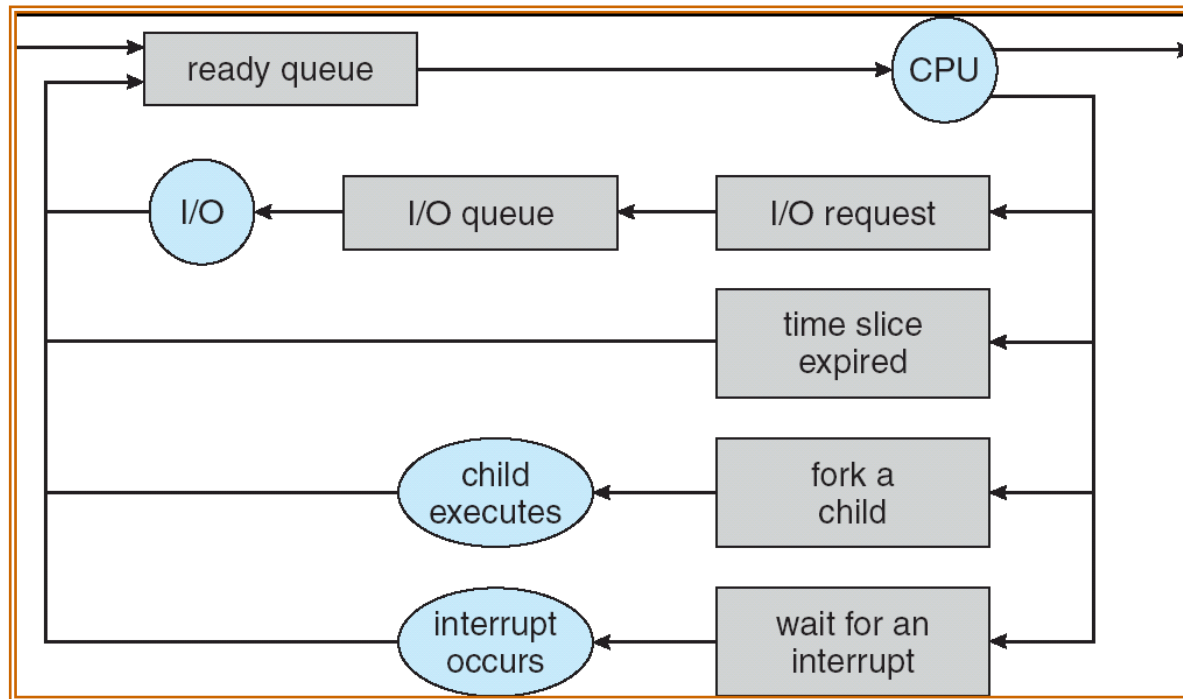 ready queue
CPU
I/O
I/O queue
I/O request
time slice
expired
child
executes
fork a
child
interrupt
occurs
wait for an
interrupt